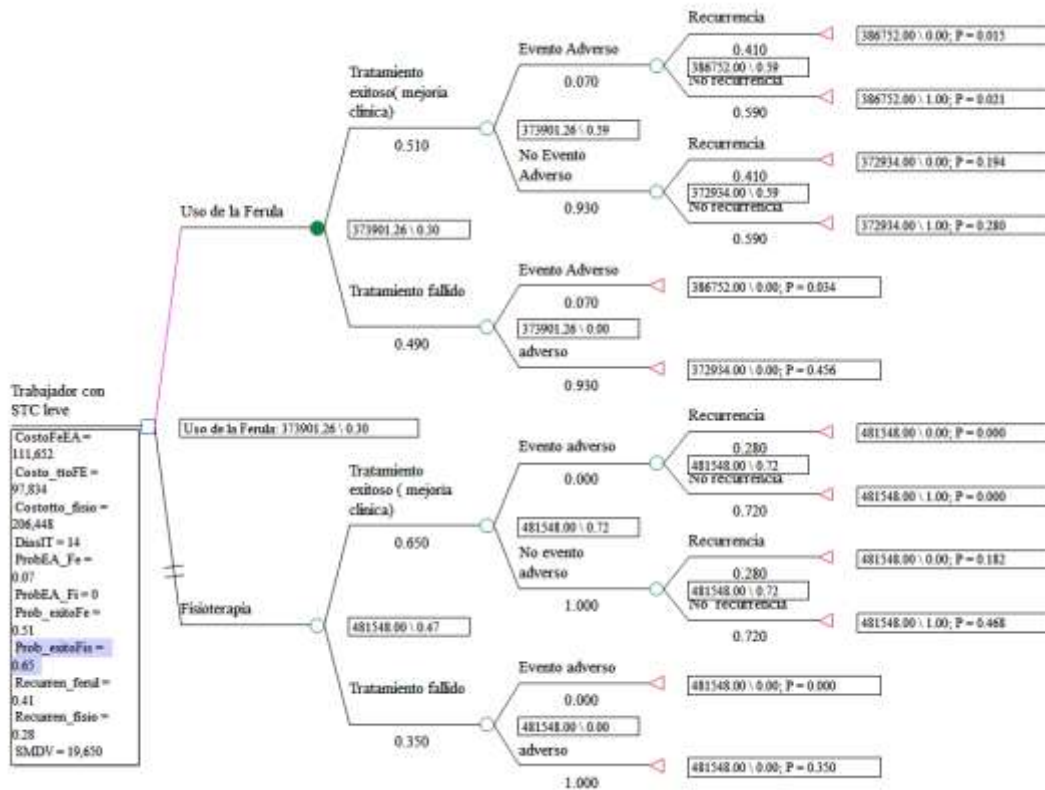 Recurrencia
0.410
386752.00 \ 0.00; P = 0.015
Evento Adverso
0.070
386752.00 \ 0.59
No recurrencia
0.590
386752.00 \ 1.00; P = 0.021
Tratamiento
exitoso( mejoria
clinica)
0.510
373901.26 \ 0.59
No Evento
Adverso
0.930
Recurrencia
0.410
372934.00 \ 0.00; P = 0.194
372934.00 \ 0.59
No recurrencia
0.590
372934.00 \ 1.00; P = 0.280
Uso de la Ferula
373901.26 \ 0.30
Tratamiento fallido
0.490
Evento Adverso
0.070
386752.00 \ 0.00; P = 0.034
373901.26 \ 0.00
adverso
0.930
372934.00 \ 0.00; P = 0.456
Trabajador con
STC leve
Uso de la Ferula: 373901.26 \ 0.30
CostoFeEA =
111,652
Costo_ttoFE =
97,834
Costotto_fisio =
206,448
DiasIT = 14
ProbEA_Fe =
0.07
ProbEA_Fi = 0
Prob_exitoFe =
0.51
Prob_exitoFis =
0.65
Recurren_ferul =
0.41
Recurren_fisio =
0.28
SMDV = 19,650
Fisioterapia
481548.00 \ 0.47
Tratamiento
exitoso ( mejoria
clinica)
0.650
481548.00 \ 0.72
Evento adverso
0.000
Recurrencia
0.280
481548.00 \ 0.00; P = 0.000
481548.00 \ 0.72
No recurrencia
0.720
481548.00 \ 1.00; P = 0.000
No evento
adverso
1.000
Recurrencia
0.280
481548.00 \ 0.00; P = 0.182
481548.00 \ 0.72
No recurrencia
0.720
481548.00 \ 1.00; P = 0.468
Tratamiento fallido
0.350
Evento adverso
0.000
481548.00 \ 0.00; P = 0.000
481548.00 \ 0.00
adverso
1.000
481548.00 \ 0.00; P = 0.350